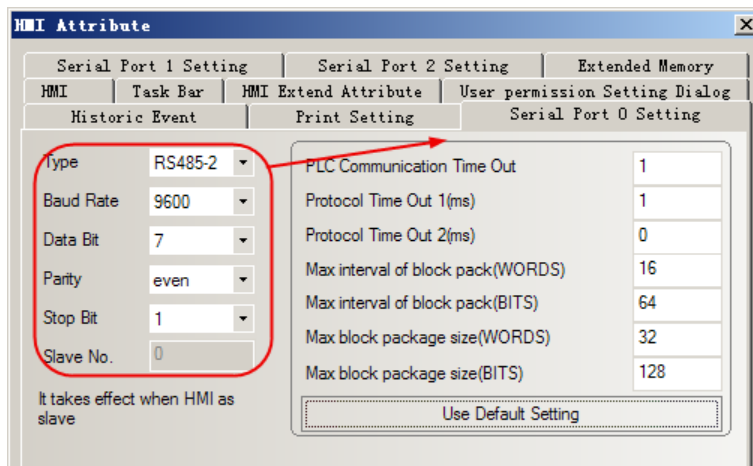 HMI Attribute
Serial Port 1 Setting Serial Port 2 Setting Extended Memory
HMI Task Bar HMI Extend Attribute User permission Setting Dialog
Historic Event Print Setting Serial Port 0 Setting
Type RS485-2
Baud Rate 9600
Data Bit 7
Parity even
Stop Bit 1
Slave No. 0
It takes effect when HMI as
slave
PLC Communication Time Out 1
Protocol Time Out 1(ms) 1
Protocol Time Out 2(ms) 0
Max interval of block pack(WORDS) 16
Max interval of block pack(BITS) 64
Max block package size(WORDS) 32
Max block package size(BITS) 128
Use Default Setting